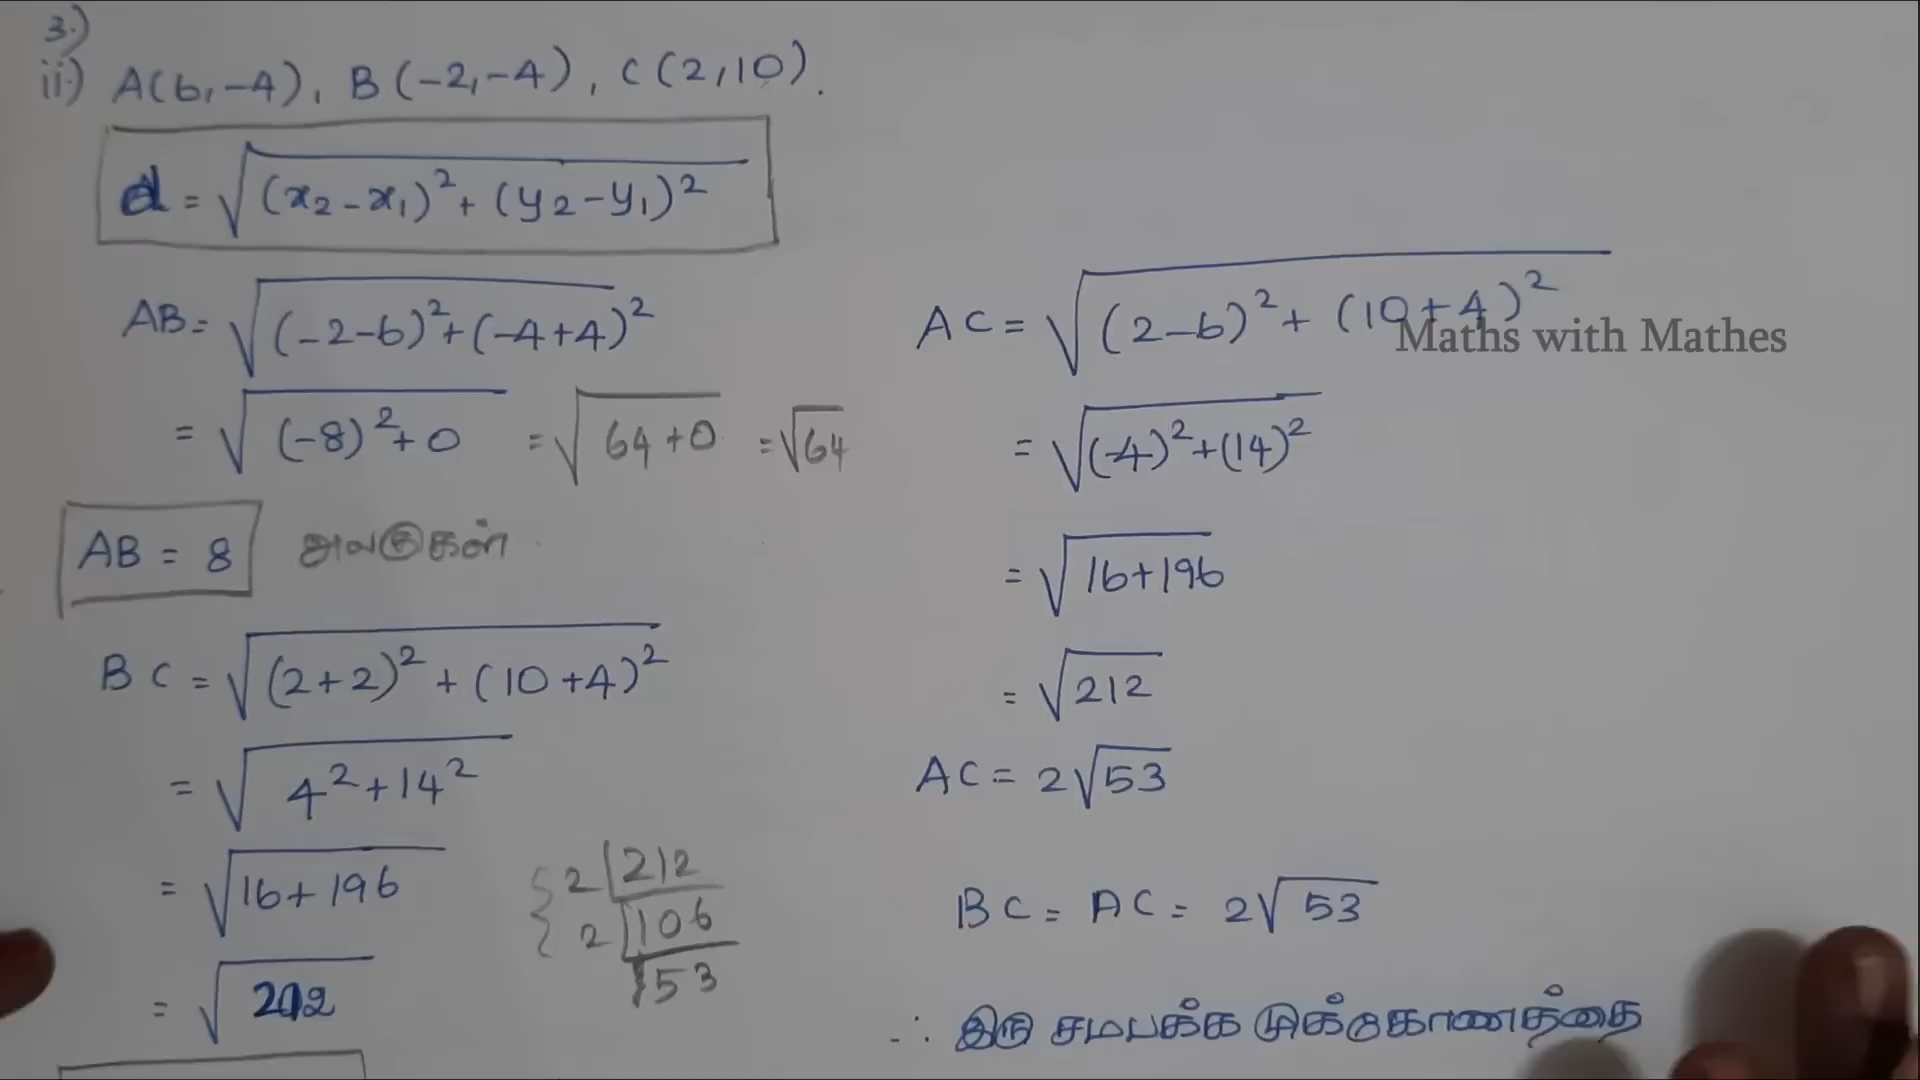 3.)
ii) A(6,-4), B(-2,-4), C(2,10).
d = √((x₂-x₁)² + (y₂-y₁)²)
AB = √((-2-6)² + (-4+4)²)
= √((-8)² + 0) = √(64+0) = √64
AB = 8 அலகுகள்
BC = √((2+2)² + (10+4)²)
= √(4² + 14²)
= √(16+196)
= √212
2 | 212
2 | 106
53
AC = √((2-6)² + (10+4)²)
Maths with Mathes
= √((-4)² + (14)²)
= √(16+196)
= √212
AC = 2√53
BC = AC = 2√53
∴ இரு சமபக்க முக்கோணத்தை